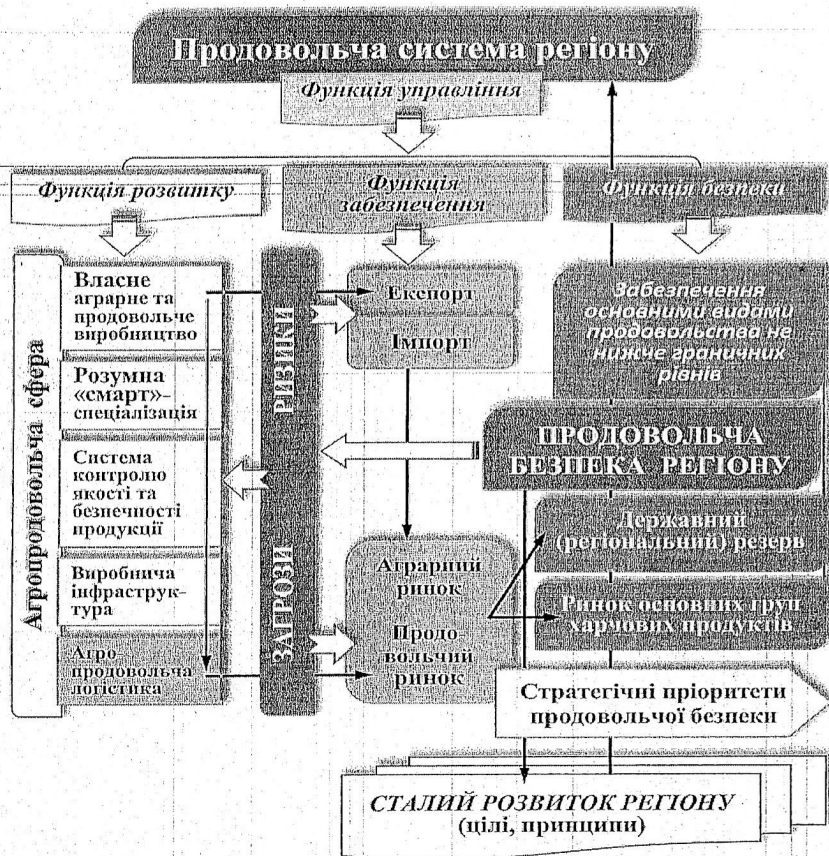 Продовольча система регіону
Функція управління
Функція розвитку
Функція
забезпечення
Функція безпеки
Агропродовольча сфера
Власне
аграрне та
продовольче
виробництво
Розумна
«смарт»-
спеціалізація
Система
контролю
якості та
безпечності
продукції
Виробнича
інфраструк-
тура
Агро-
продовольча
логістика
РИЗИКИ
ЗАГРОЗИ
Експорт
Імпорт
Аграрний
ринок
Продо-
вольчий
ринок
Забезпечення
основними видами
продовольства не
нижче граничних
рівнів
ПРОДОВОЛЬЧА
БЕЗПЕКА РЕГІОНУ
Державний
(регіональний) резерв
Ринок основних груп
харчових продуктів
Стратегічні пріоритети
продовольчої безпеки
СТАЛИЙ РОЗВИТОК РЕГІОНУ
(цілі, принципи)